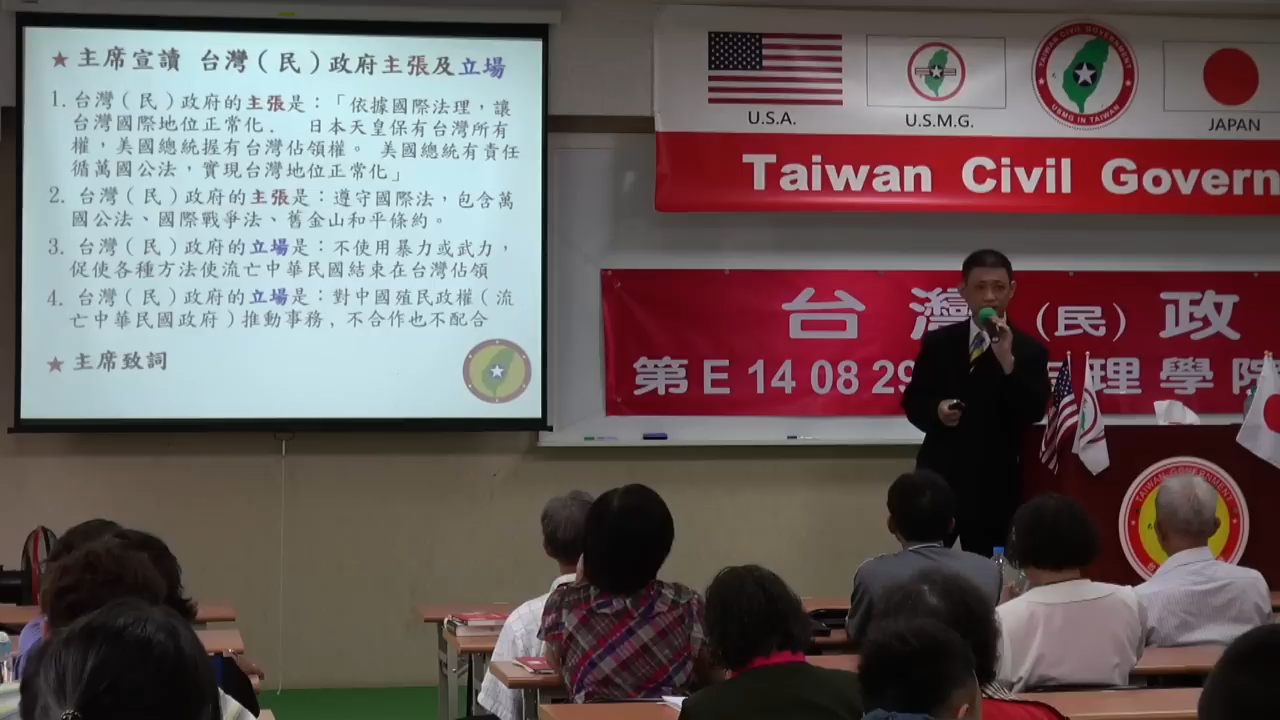 ★ 主席宣讀 台灣（民）政府主張及立場
1. 台灣（民）政府的主張是：「依據國際法理，讓
台灣國際地位正常化． 日本天皇保有台灣所有
權，美國總統握有台灣佔領權。 美國總統有責任
循萬國公法，實現台灣地位正常化」
2. 台灣（民）政府的主張是：遵守國際法，包含萬
國公法、國際戰爭法、舊金山和平條約。
3. 台灣（民）政府的立場是：不使用暴力或武力，
促使各種方法使流亡中華民國結束在台灣佔領
4. 台灣（民）政府的立場是：對中國殖民政權（流
亡中華民國政府）推動事務，不合作也不配合
★ 主席致詞
U.S.A.
U.S.M.G.
TAIWAN CIVIL GOVERNMENT
USMG IN TAIWAN
JAPAN
Taiwan Civil Govern
台灣（民）政
第E 14 08 29 理學院
TAIWAN GOVERNMENT